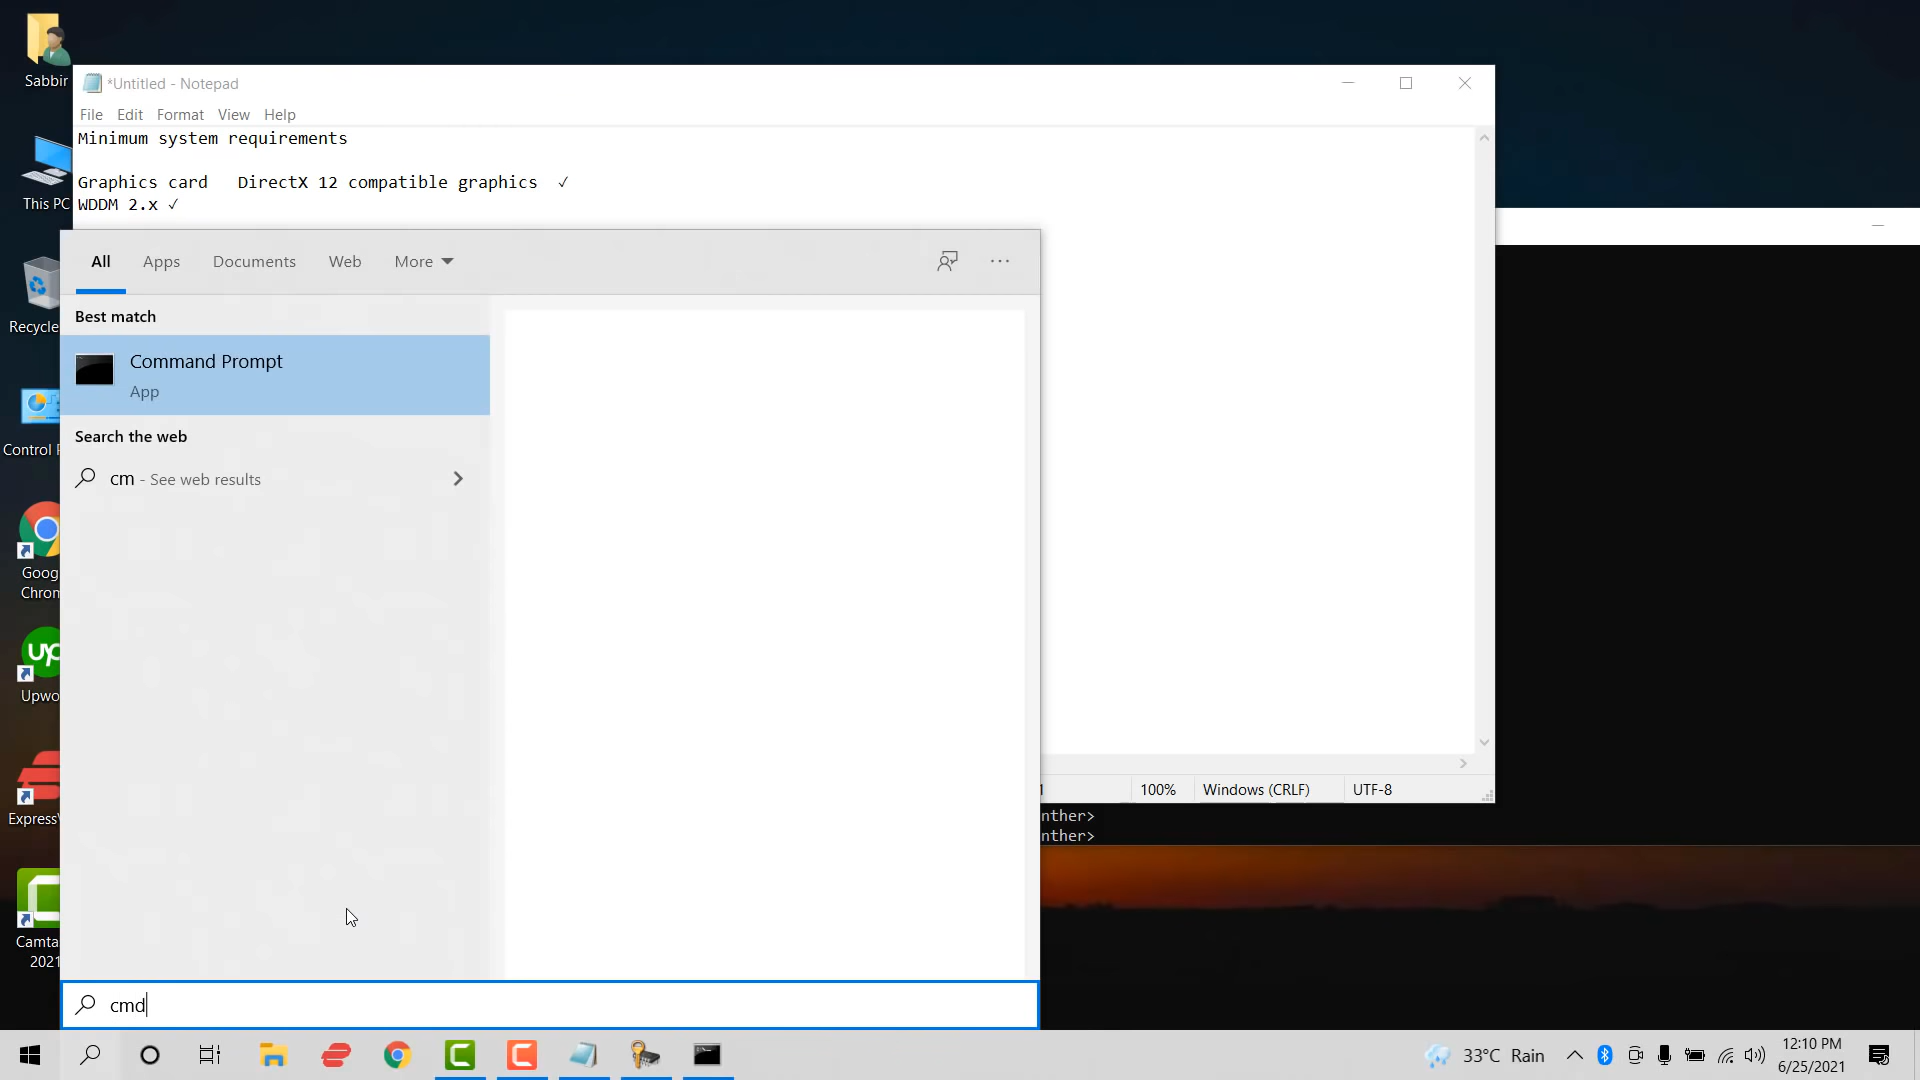 Sabbir
This PC
Recycle
Control P
Goog
Chrom
Upwo
Express
Camta
2021
*Untitled - Notepad
File Edit Format View Help
Minimum system requirements
Graphics card DirectX 12 compatible graphics ✓
WDDM 2.x ✓
All Apps Documents Web More
Best match
Command Prompt
App
Search the web
cm - See web results
cmd
1 100% Windows (CRLF) UTF-8
nther>
nther>
33°C Rain
12:10 PM
6/25/2021